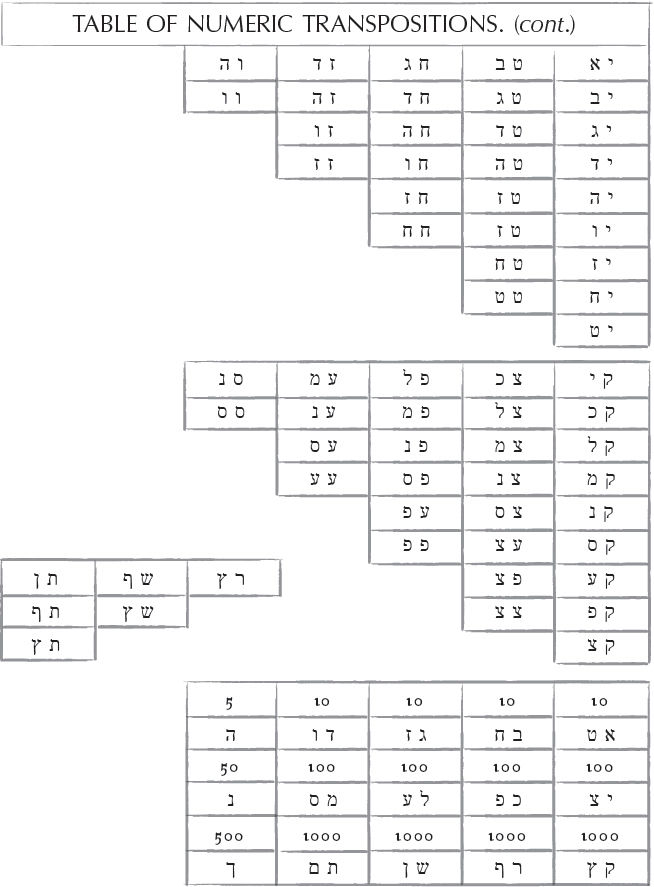 TABLE OF NUMERIC TRANSPOSITIONS. (cont.)
י א ט ב ח ג ז ד ו ה
י ב ט ג ח ד ז ה ו ו
י ג ט ד ח ה ז ו
י ד ט ה ח ו ז ז
י ה ט ז ח ז
י ו ט ז ח ח
י ז ט ח
י ח ט ט
י ט
ק י צ כ פ ל ע מ ס נ
ק כ צ ל פ מ ע נ ס ס
ק ל צ מ פ נ ע ס
ק מ צ נ פ ס ע ע
ק נ צ ס ע פ
ק ס ע צ פ פ
ק ע פ צ ר ץ ש ף ת ן
ק פ צ צ ש ץ ת ף
ק צ ת ץ
10 10 10 10 5
א ט ב ח ג ז ד ו ה
100 100 100 100 50
י צ כ פ ל ע מ ס נ
1000 1000 1000 1000 500
ק ץ ר ף ש ן ת ם ך